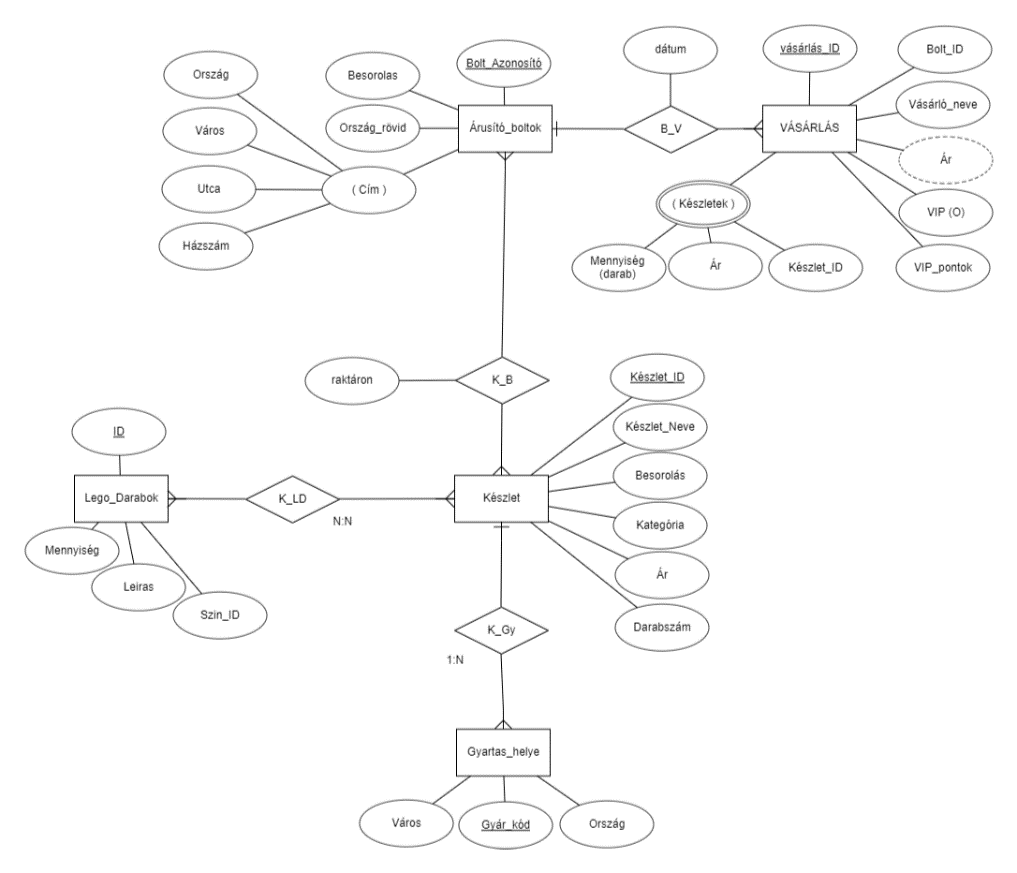 Ország
Város
Utca
Házszám
Besorolas
Ország_rövid
( Cím )
Bolt_Azonosító
Árusító_boltok
dátum
B_V
vásárlás_ID
VÁSÁRLÁS
Bolt_ID
Vásárló_neve
Ár
VIP (O)
VIP_pontok
( Készletek )
Mennyiség
(darab)
Ár
Készlet_ID
raktáron
K_B
Készlet_ID
Készlet_Neve
Besorolás
Kategória
Ár
Darabszám
Készlet
ID
Lego_Darabok
K_LD
N:N
Mennyiség
Leiras
Szin_ID
K_Gy
1:N
Gyartas_helye
Város
Gyár_kód
Ország